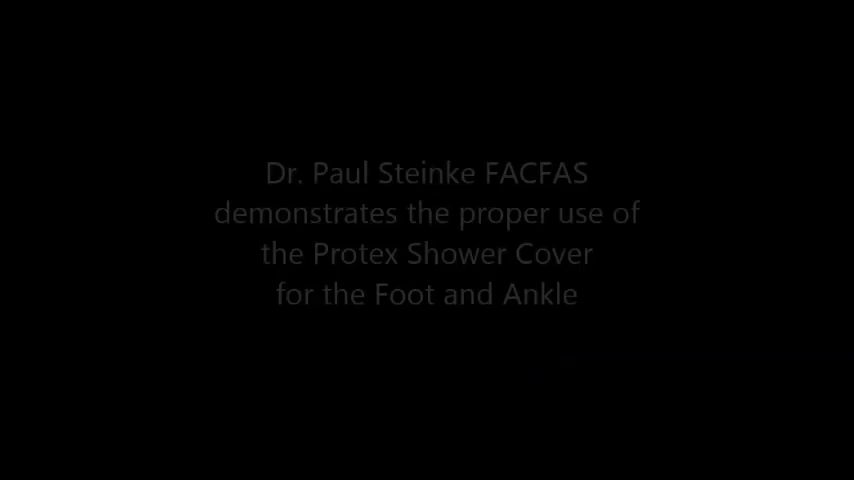 Dr. Paul Steinke FACFAS
demonstrates the proper use of
the Protex Shower Cover
for the Foot and Ankle